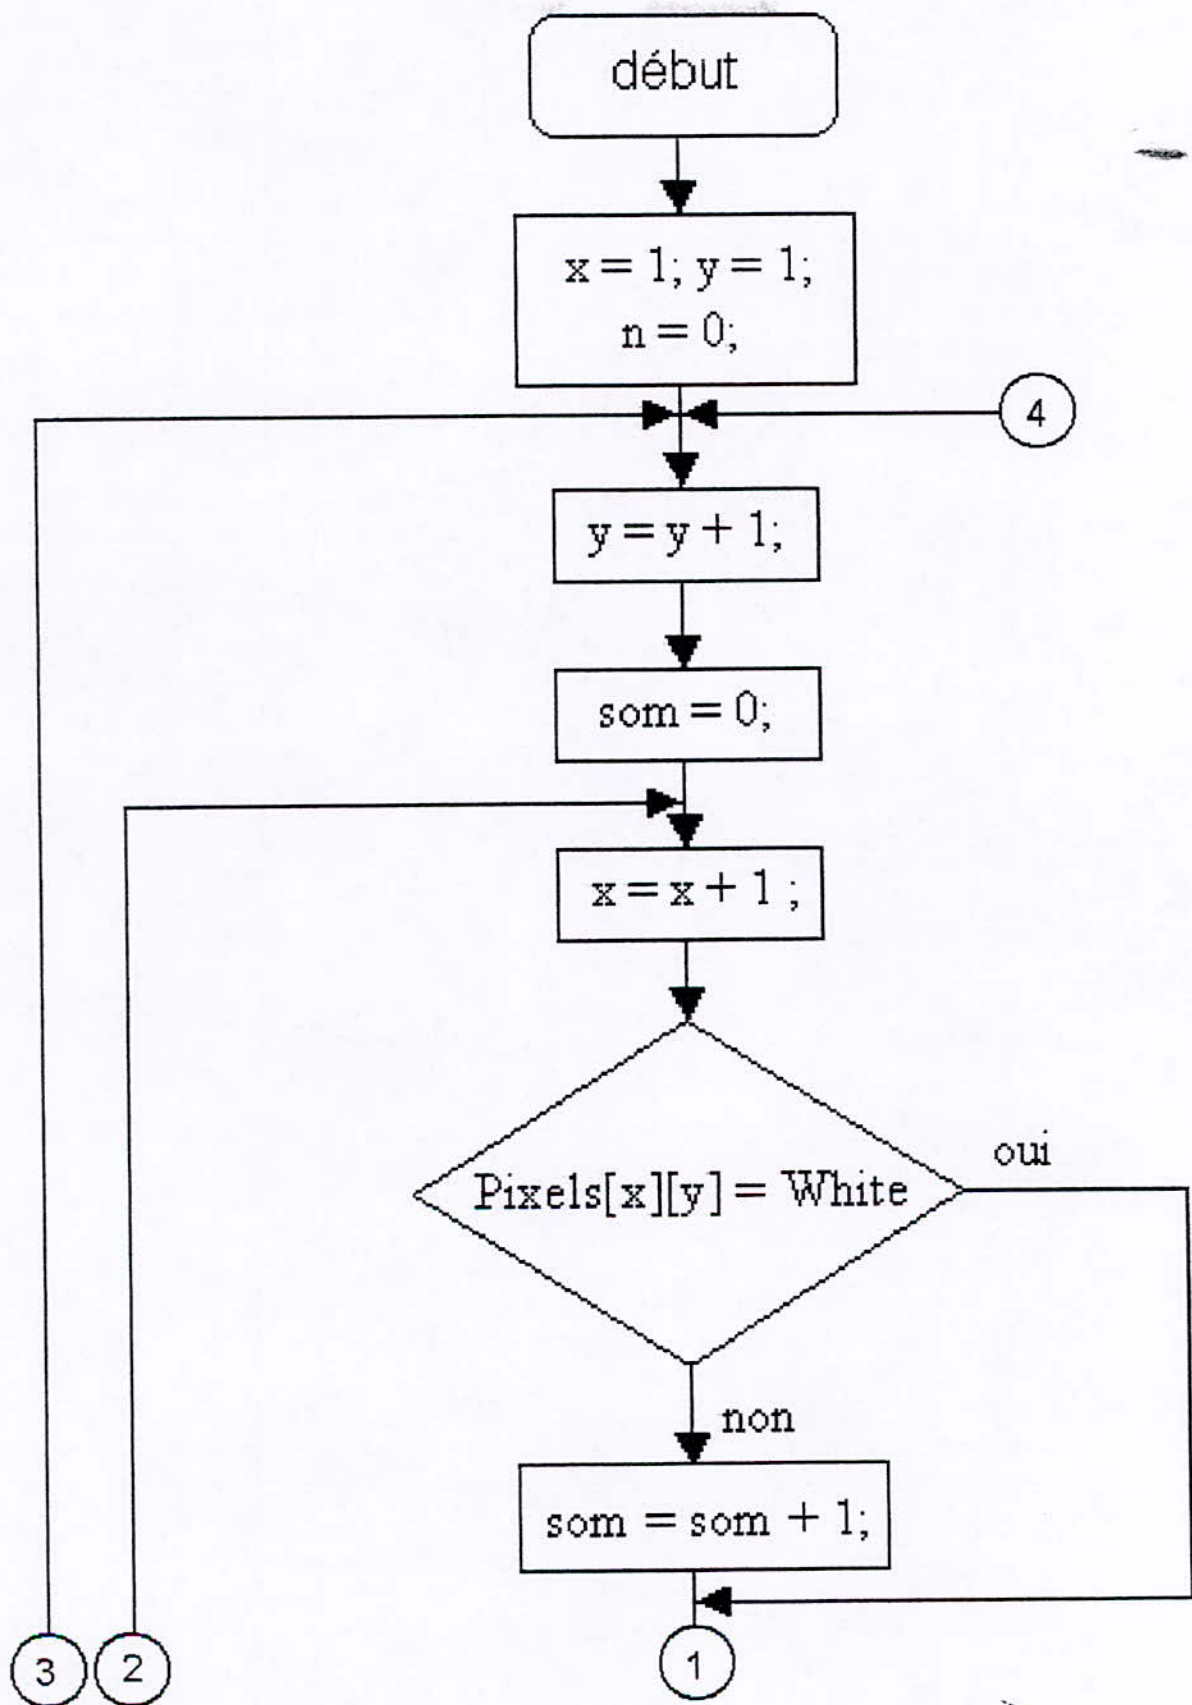 début
x = 1; y = 1;
n = 0;
4
y = y + 1;
som = 0;
x = x + 1 ;
Pixels[x][y] = White
oui
non
som = som + 1;
3
2
1